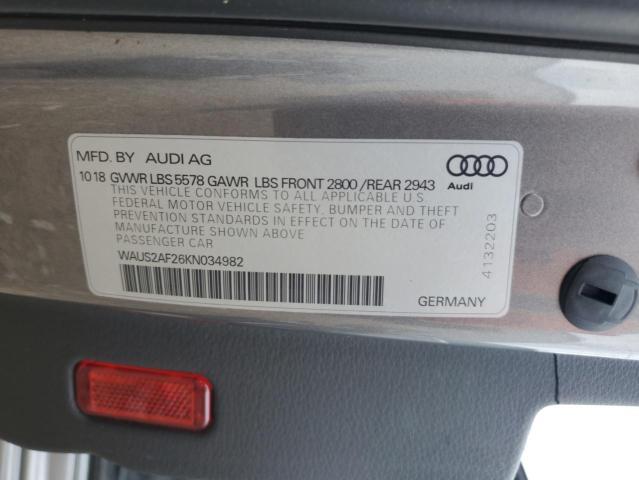 MFD. BY AUDI AG
10 18 GVWR LBS 5578 GAWR LBS FRONT 2800 /REAR 2943
THIS VEHICLE CONFORMS TO ALL APPLICABLE U.S
FEDERAL MOTOR VEHICLE SAFETY, BUMPER AND THEFT
PREVENTION STANDARDS IN EFFECT ON THE DATE OF
MANUFACTURE SHOWN ABOVE
PASSENGER CAR
WAUS2AF26KN034982
Audi
4132203
GERMANY